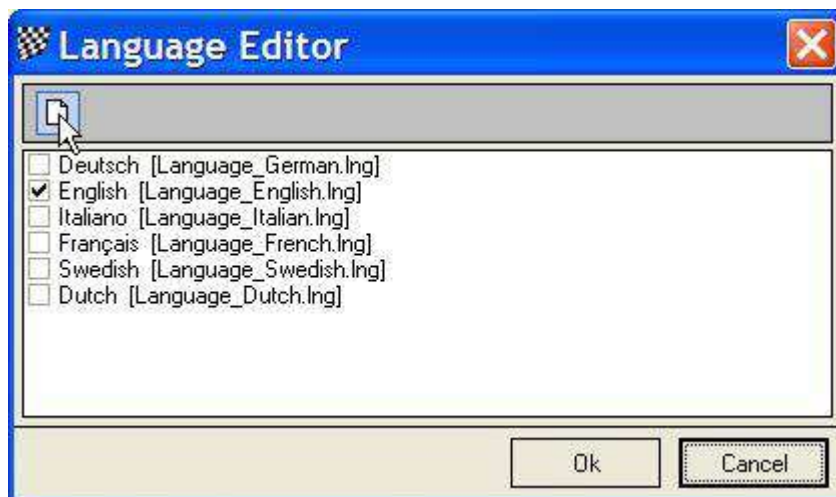 Language Editor
Deutsch [Language_German.lng]
English [Language_English.lng]
Italiano [Language_Italian.lng]
Français [Language_French.lng]
Swedish [Language_Swedish.lng]
Dutch [Language_Dutch.lng]
Ok Cancel